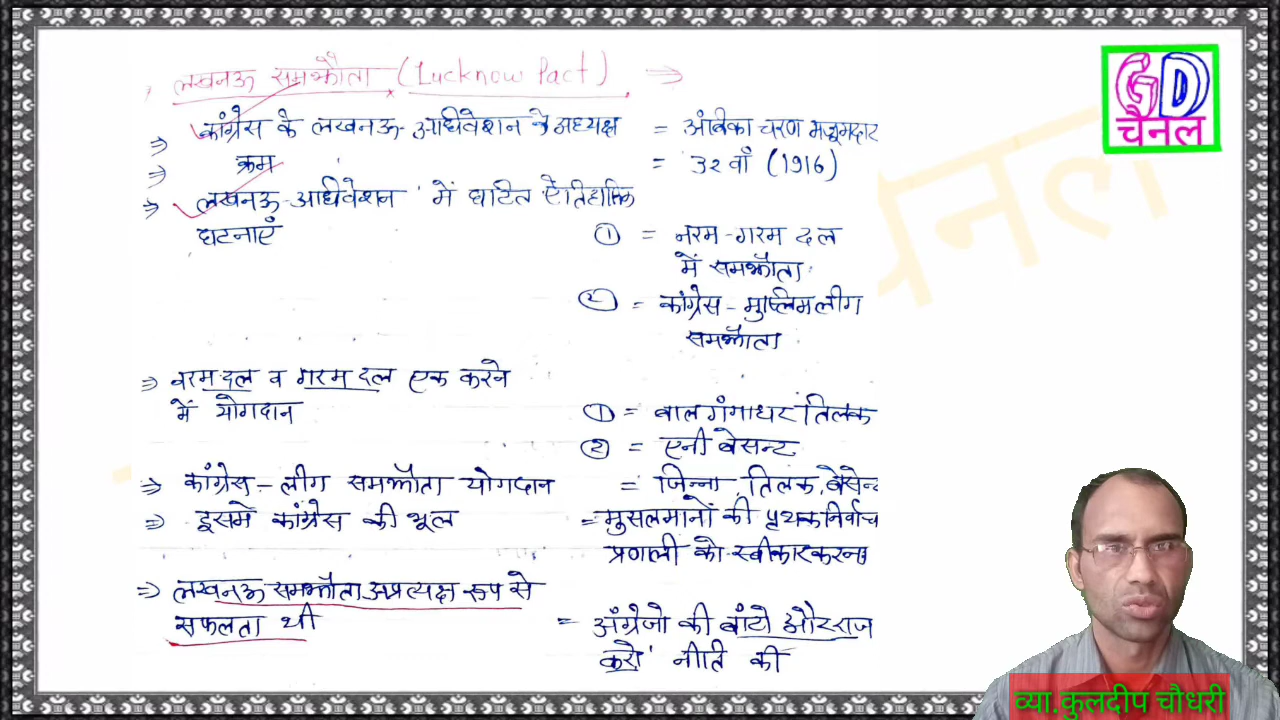 लखनऊ समझौता (Lucknow Pact) ⇒
⇒ कांग्रेस के लखनऊ-अधिवेशन के अध्यक्ष = अंबिका चरण मजूमदार
⇒ क्रम = 32 वाँ (1916)
⇒ लखनऊ-अधिवेशन में घटित ऐतिहासिक
घटनाएँ
① = नरम-गरम दल
में समझौता
② = कांग्रेस-मुस्लिम लीग
समझौता
⇒ नरम दल व गरम दल एक करने
में योगदान
① = बाल गंगाधर तिलक
② = एनी बेसन्ट
⇒ कांग्रेस-लीग समझौता योगदान = जिन्ना, तिलक, बेसेन्ट
⇒ इसमें कांग्रेस की भूल = मुसलमानों की पृथक निर्वाच
प्रणली को स्वीकार करना
⇒ लखनऊ समझौता अप्रत्यक्ष रूप से
सफलता थी
= अंग्रेजो की बांटो और राज
करो' नीति की
GD
चैनल
व्या.कुलदीप चौधरी